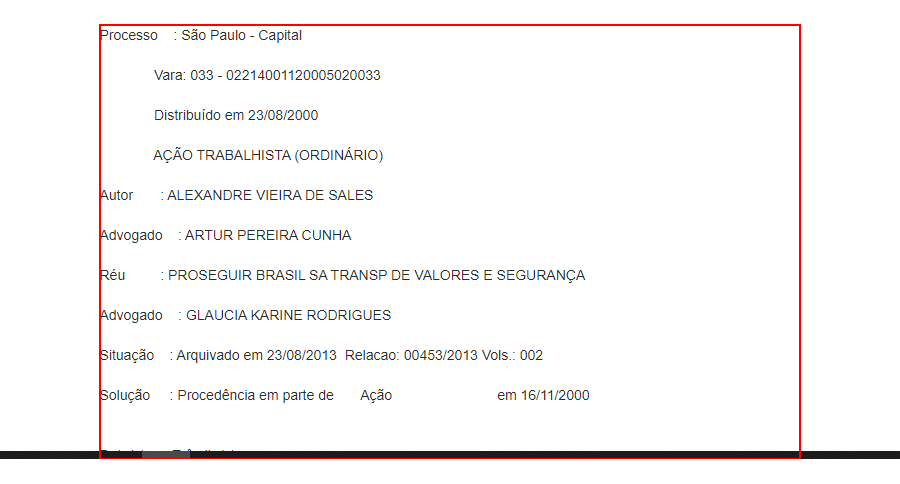 Processo : São Paulo - Capital
Vara: 033 - 02214001120005020033
Distribuído em 23/08/2000
AÇÃO TRABALHISTA (ORDINÁRIO)
Autor : ALEXANDRE VIEIRA DE SALES
Advogado : ARTUR PEREIRA CUNHA
Réu : PROSEGUIR BRASIL SA TRANSP DE VALORES E SEGURANÇA
Advogado : GLAUCIA KARINE RODRIGUES
Situação : Arquivado em 23/08/2013 Relacao: 00453/2013 Vols.: 002
Solução : Procedência em parte de Ação em 16/11/2000